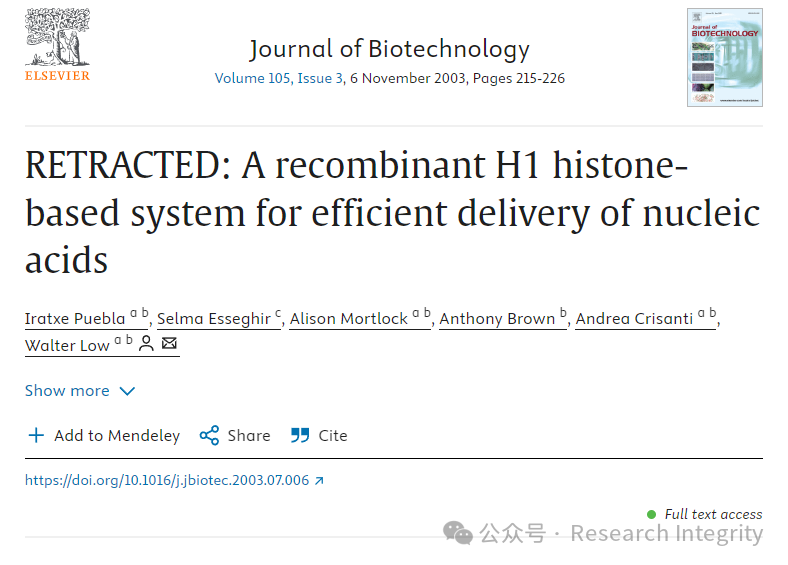 ELSEVIER
Journal of Biotechnology
Volume 105, Issue 3, 6 November 2003, Pages 215-226
Journal of
BIOTECHNOLOGY
RETRACTED: A recombinant H1 histone-
based system for efficient delivery of nucleic
acids
Iratxe Puebla a b, Selma Esseghir c, Alison Mortlock a b, Anthony Brown b, Andrea Crisanti a b,
Walter Low a b
Show more
Add to Mendeley Share Cite
https://doi.org/10.1016/j.jbiotec.2003.07.006 ↗
Full text access
公众号 · Research Integrity